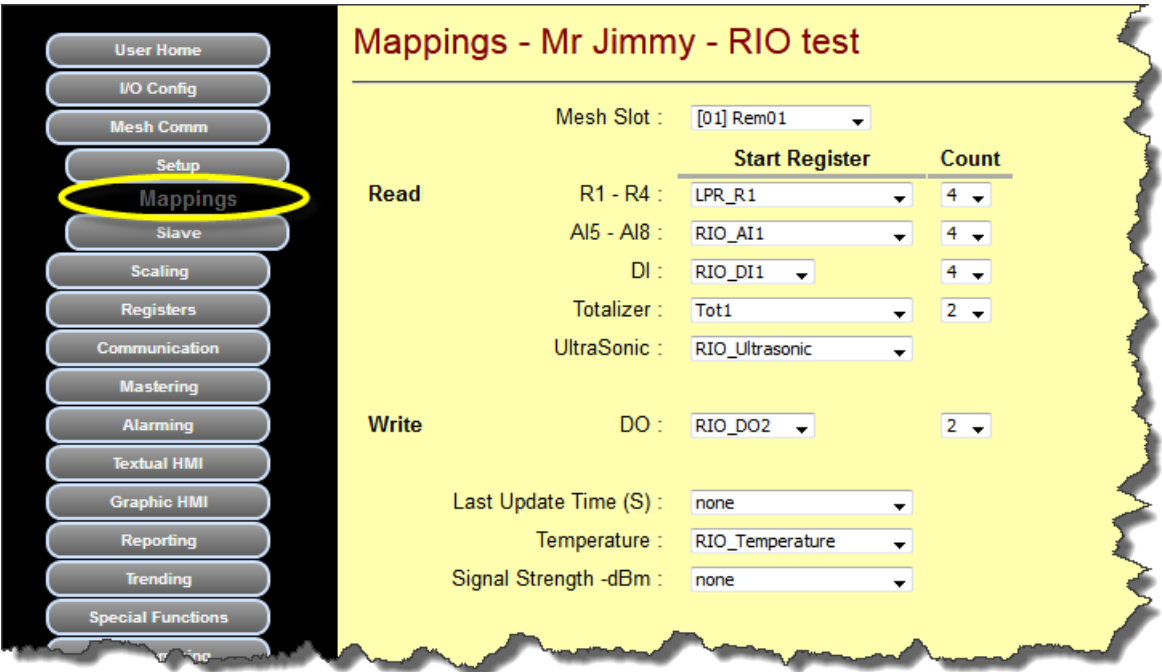 Mappings - Mr Jimmy - RIO test
User Home
I/O Config
Mesh Comm
Setup
Mappings
Slave
Scaling
Registers
Communication
Mastering
Alarming
Textual HMI
Graphic HMI
Reporting
Trending
Special Functions
Mesh Slot : [01] Rem01
Start Register Count
Read R1 - R4 : LPR_R1 4
AI5 - AI8 : RIO_AI1 4
DI : RIO_DI1 4
Totalizer : Tot1 2
UltraSonic : RIO_Ultrasonic
Write DO : RIO_DO2 2
Last Update Time (S) : none
Temperature : RIO_Temperature
Signal Strength -dBm : none